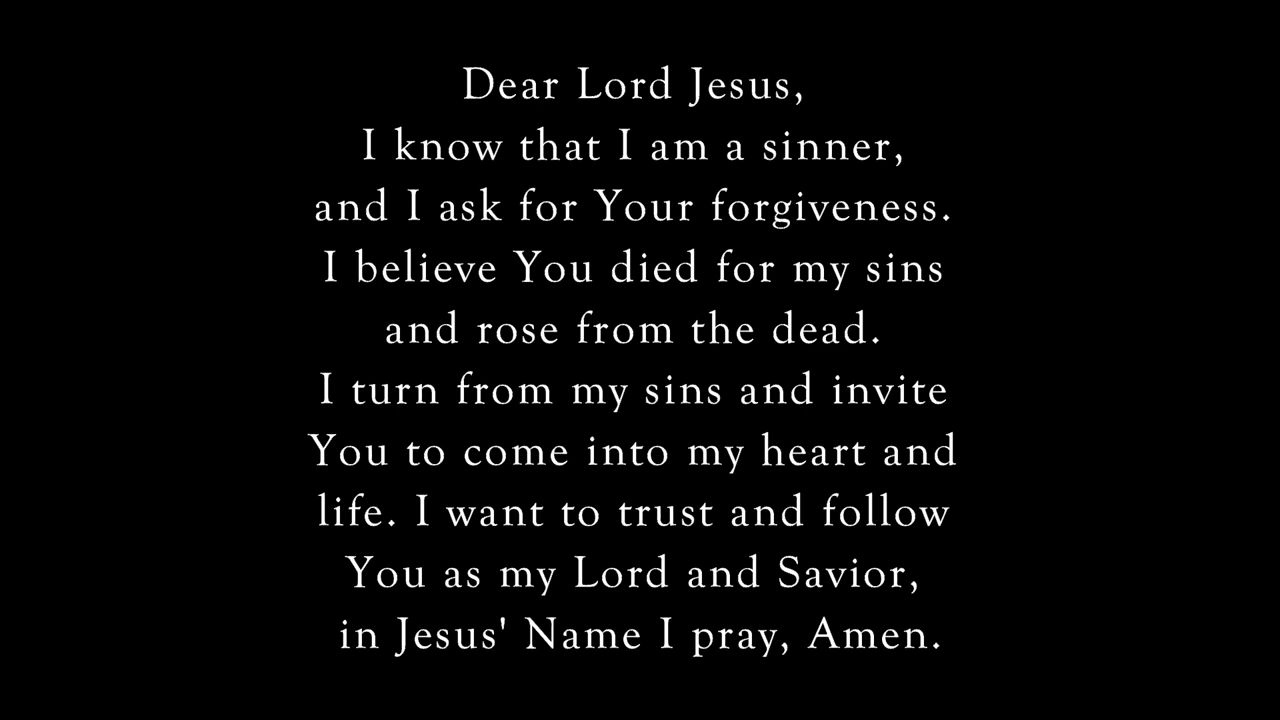 Dear Lord Jesus,
I know that I am a sinner,
and I ask for Your forgiveness.
I believe You died for my sins
and rose from the dead.
I turn from my sins and invite
You to come into my heart and
life. I want to trust and follow
You as my Lord and Savior,
in Jesus' Name I pray, Amen.